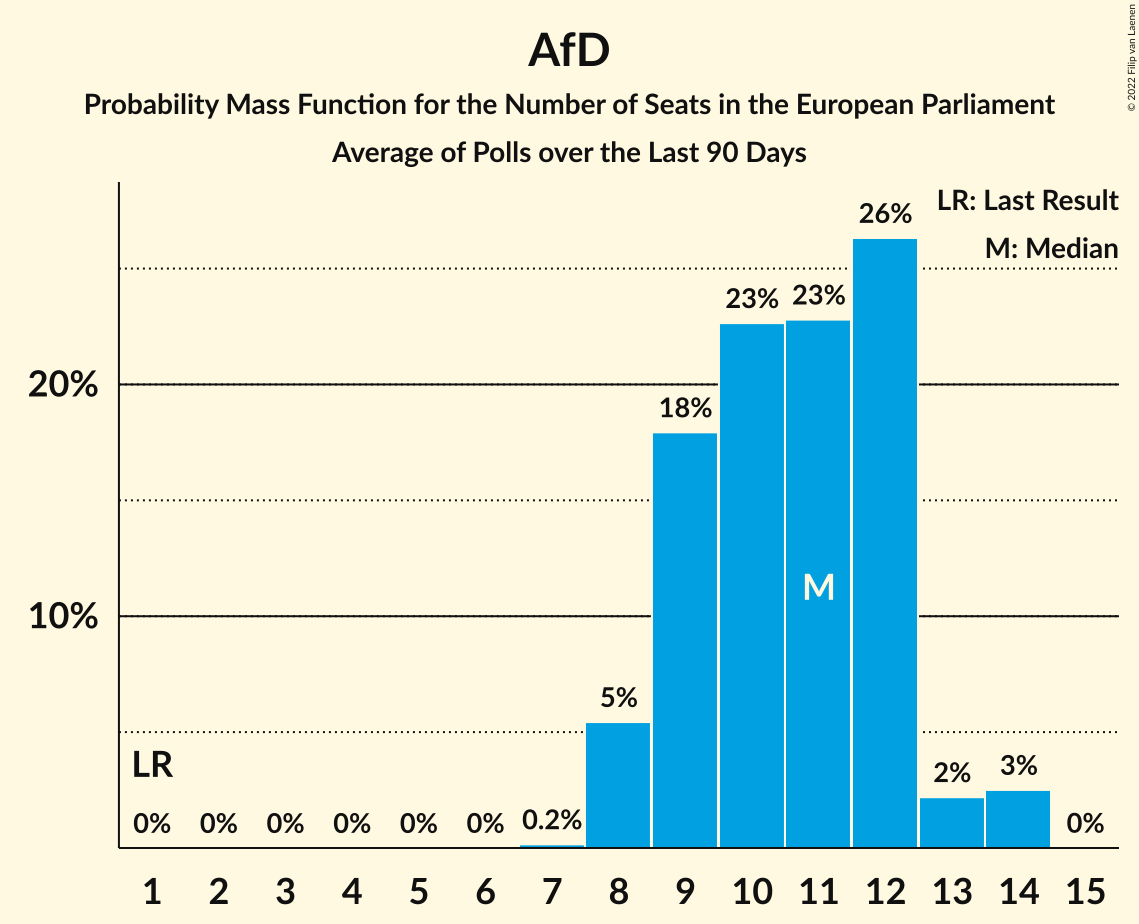 AfD
Probability Mass Function for the Number of Seats in the European Parliament
Average of Polls over the Last 90 Days
© 2022 Filip van Laenen
LR: Last Result
M: Median
20%
10%
LR
M
0%
0%
0%
0%
0%
0%
0.2%
5%
18%
23%
23%
26%
2%
3%
0%
1 2 3 4 5 6 7 8 9 10 11 12 13 14 15